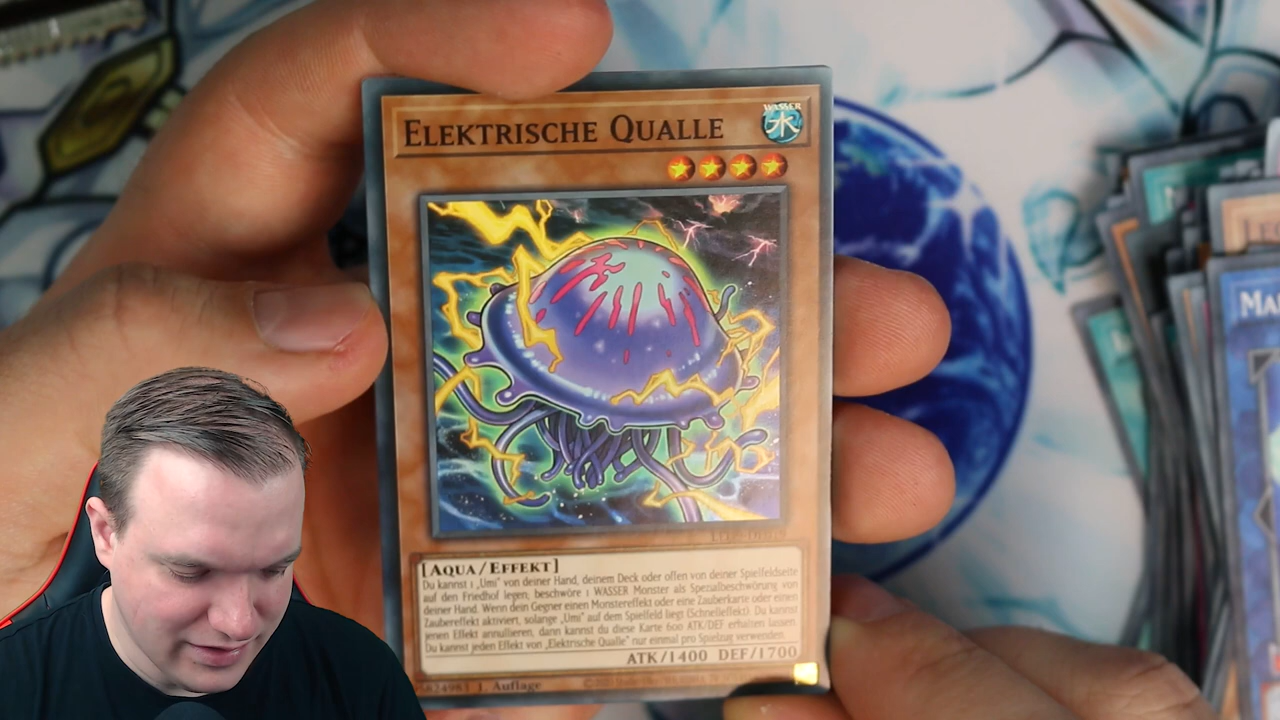 ELEKTRISCHE QUALLE
WASSER
水
[AQUA/EFFEKT]
Du kannst 1 „Umi" von deiner Hand, deinem Deck oder offen von deiner Spielfeldseite
auf den Friedhof legen; beschwöre 1 WASSER Monster als Spezialbeschwörung von
deiner Hand. Wenn dein Gegner einen Monstereffekt oder eine Zauberkarte oder einen
Zaubereffekt aktiviert, solange „Umi" auf dem Spielfeld liegt (Schnelleffekt): Du kannst
jenen Effekt annullieren, dann kannst du diese Karte 600 ATK/DEF erhalten lassen.
Du kannst jeden Effekt von „Elektrische Qualle" nur einmal pro Spielzug verwenden.
ATK/1400 DEF/1700
1. Auflage
MA